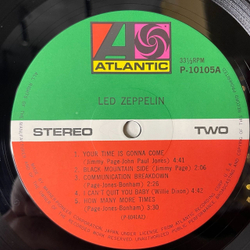 33⅓RPM
P-10105A
ATLANTIC
LED ZEPPELIN
STEREO
TWO
1. YOUR TIME IS GONNA COME
(Jimmy Page-John Paul Jones) 4:41
2. BLACK MOUNTAIN SIDE (Jimmy Page) 2:06
3. COMMUNICATION BREAKDOWN
(Page-Jones-Bonham) 2:26
4. I CAN'T QUIT YOU BABY (Willie Dixon) 4:42
5. HOW MANY MORE TIMES
(Page-Jones-Bonham) 8:30